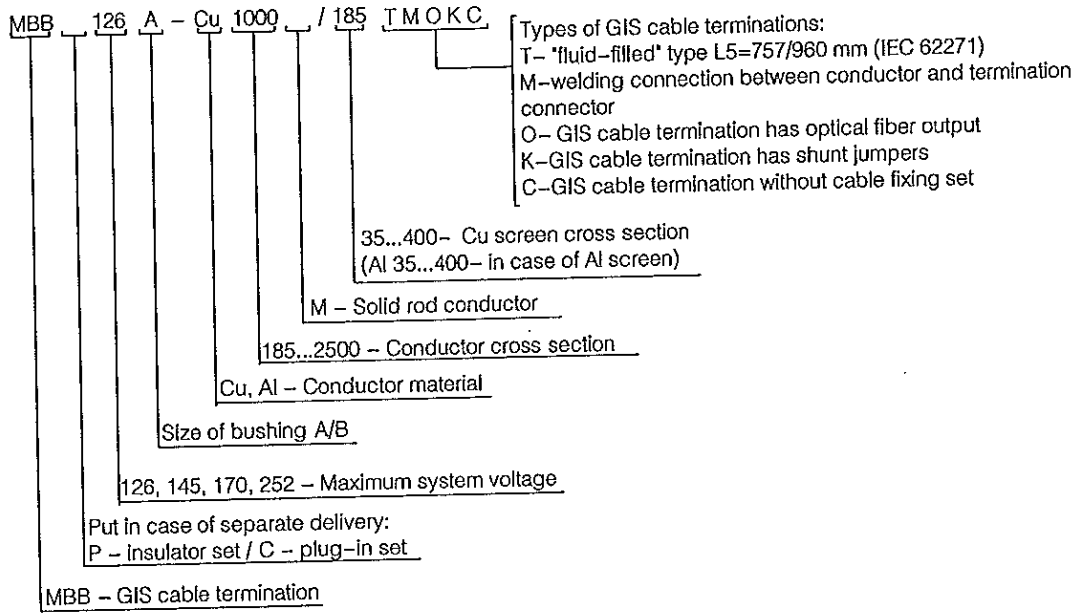 MBB _ 126 A – Cu 1000 _ / 185 TMOKC
Types of GIS cable terminations:
T– "fluid–filled" type L5=757/960 mm (IEC 62271)
M–welding connection between conductor and termination
connector
O– GIS cable termination has optical fiber output
K–GIS cable termination has shunt jumpers
C–GIS cable termination without cable fixing set
35...400– Cu screen cross section
(Al 35...400– in case of Al screen)
M – Solid rod conductor
185...2500 – Conductor cross section
Cu, Al – Conductor material
Size of bushing A/B
126, 145, 170, 252 – Maximum system voltage
Put in case of separate delivery:
P – insulator set / C – plug–in set
MBB – GIS cable termination